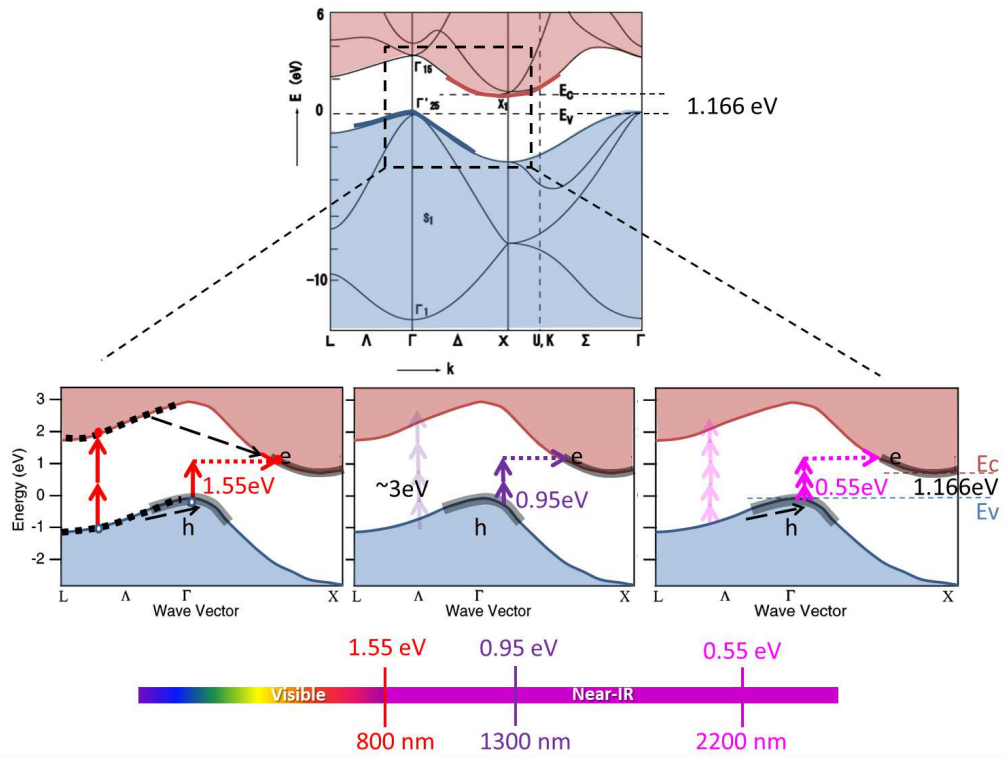 6
E (eV)
Γ15
EC
X1
Γ'25
0
EV
1.166 eV
S1
-10
Γ1
L Λ Γ Δ X U,K Σ Γ
k
Energy (eV)
3
2
1
0
-1
-2
e
1.55eV
h
L Λ Γ X
Wave Vector
~3eV
e
0.95eV
h
L Λ Γ X
Wave Vector
e
0.55eV
h
Ec
1.166eV
Ev
L Λ Γ X
Wave Vector
1.55 eV 0.95 eV 0.55 eV
Visible Near-IR
800 nm 1300 nm 2200 nm